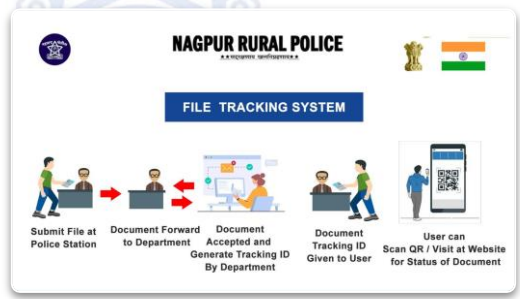 NAGPUR RURAL POLICE
FILE TRACKING SYSTEM
Submit File at
Police Station
Document Forward
to Department
Document
Accepted and
Generate Tracking ID
By Department
Document
Tracking ID
Given to User
User can
Scan QR / Visit at Website
for Status of Document